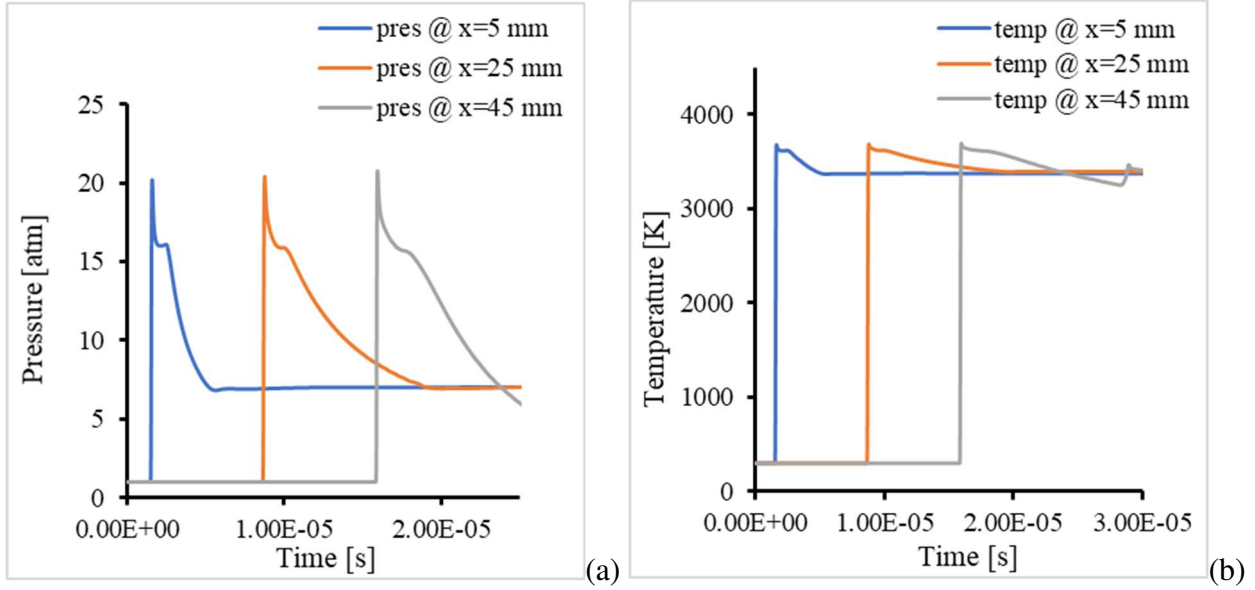 pres @ x=5 mm
pres @ x=25 mm
pres @ x=45 mm
25
20
15
10
5
0
Pressure [atm]
0.00E+00 1.00E-05 2.00E-05
Time [s]
(a)
temp @ x=5 mm
temp @ x=25 mm
temp @ x=45 mm
4000
3000
2000
1000
0
Temperature [K]
0.00E+00 1.00E-05 2.00E-05 3.00E-05
Time [s]
(b)